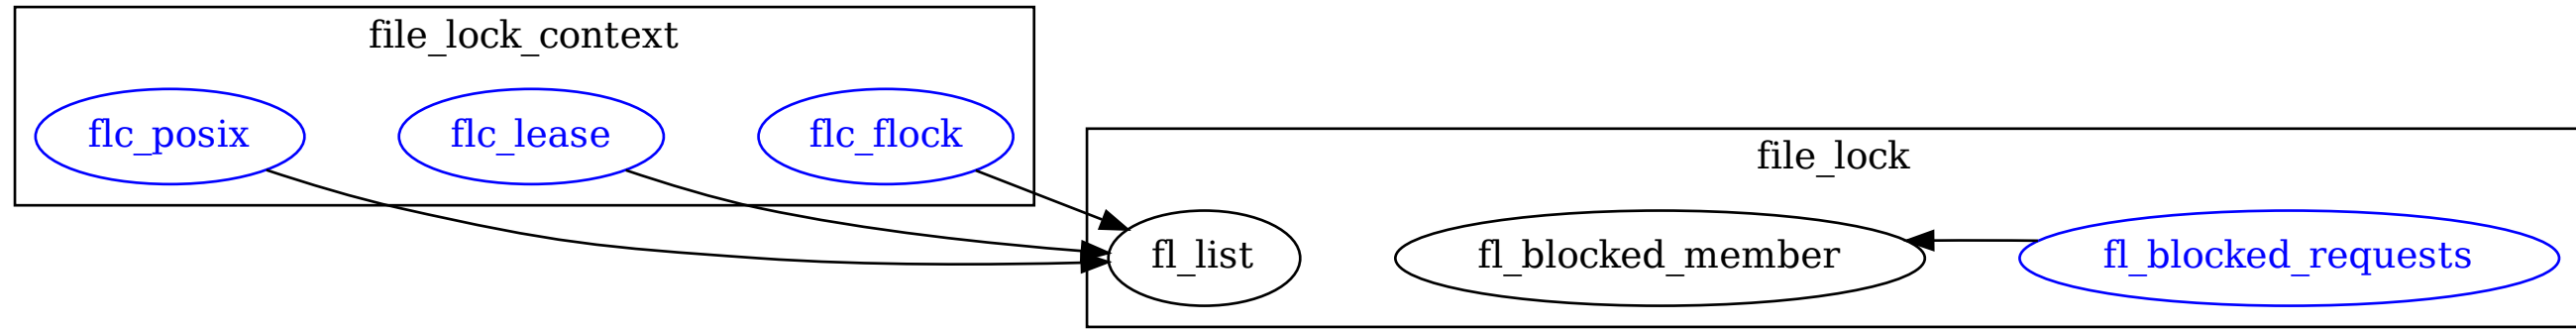 file_lock_context
flc_posix
flc_lease
flc_flock
file_lock
fl_list
fl_blocked_member
fl_blocked_requests